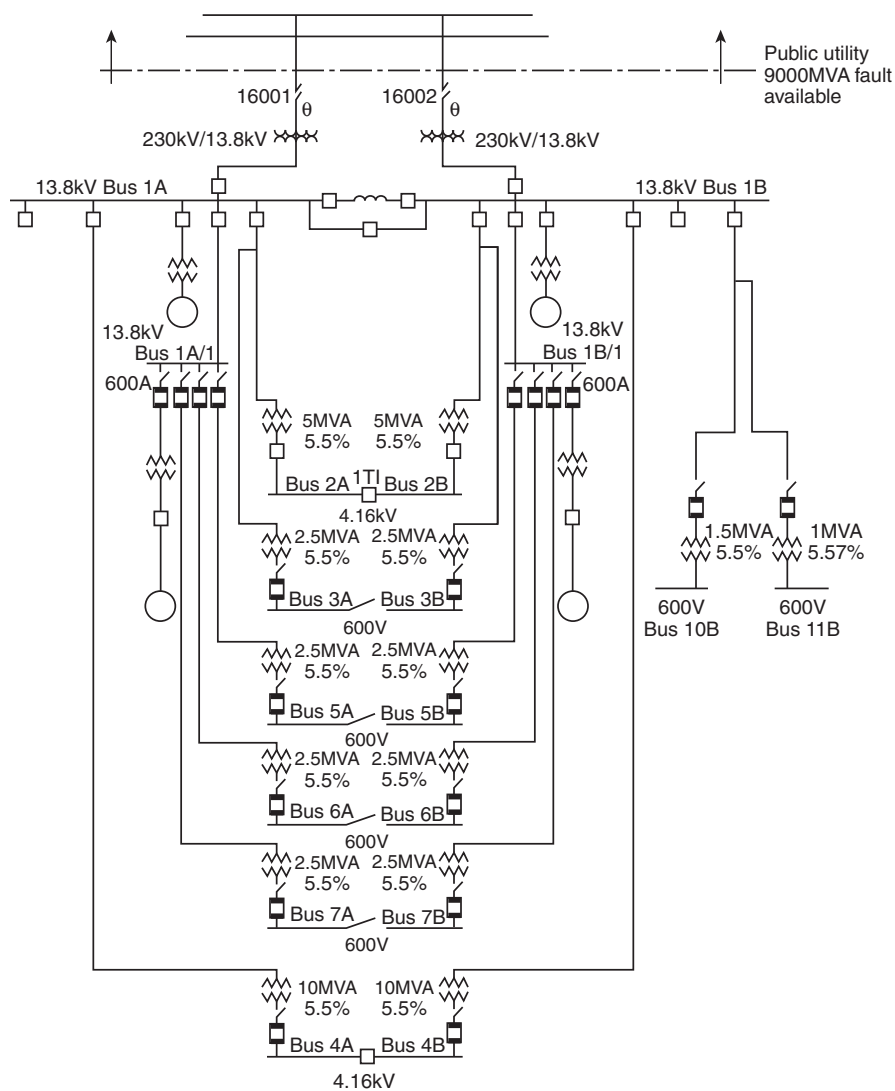 Public utility
9000MVA fault
available
16001
θ
16002
θ
230kV/13.8kV
230kV/13.8kV
13.8kV Bus 1A
13.8kV Bus 1B
13.8kV
Bus 1A/1
600A
13.8kV
Bus 1B/1
600A
5MVA
5.5%
5MVA
5.5%
Bus 2A
1TI
Bus 2B
4.16kV
2.5MVA
5.5%
2.5MVA
5.5%
Bus 3A
Bus 3B
600V
1.5MVA
5.5%
1MVA
5.57%
600V
Bus 10B
600V
Bus 11B
2.5MVA
5.5%
2.5MVA
5.5%
Bus 5A
Bus 5B
600V
2.5MVA
5.5%
2.5MVA
5.5%
Bus 6A
Bus 6B
600V
2.5MVA
5.5%
2.5MVA
5.5%
Bus 7A
Bus 7B
600V
10MVA
5.5%
10MVA
5.5%
Bus 4A
Bus 4B
4.16kV